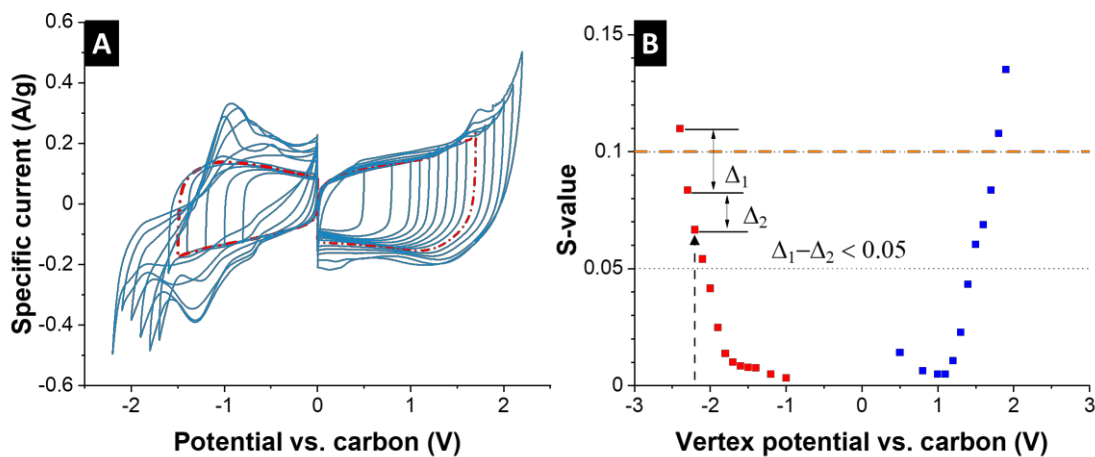 A
Specific current (A/g)
0.6
0.4
0.2
0
-0.2
-0.4
-0.6
-2
-1
0
1
2
Potential vs. carbon (V)
B
S-value
0.15
0.1
0.05
0
Δ1
Δ2
Δ1−Δ2 < 0.05
-3
-2
-1
0
1
2
3
Vertex potential vs. carbon (V)